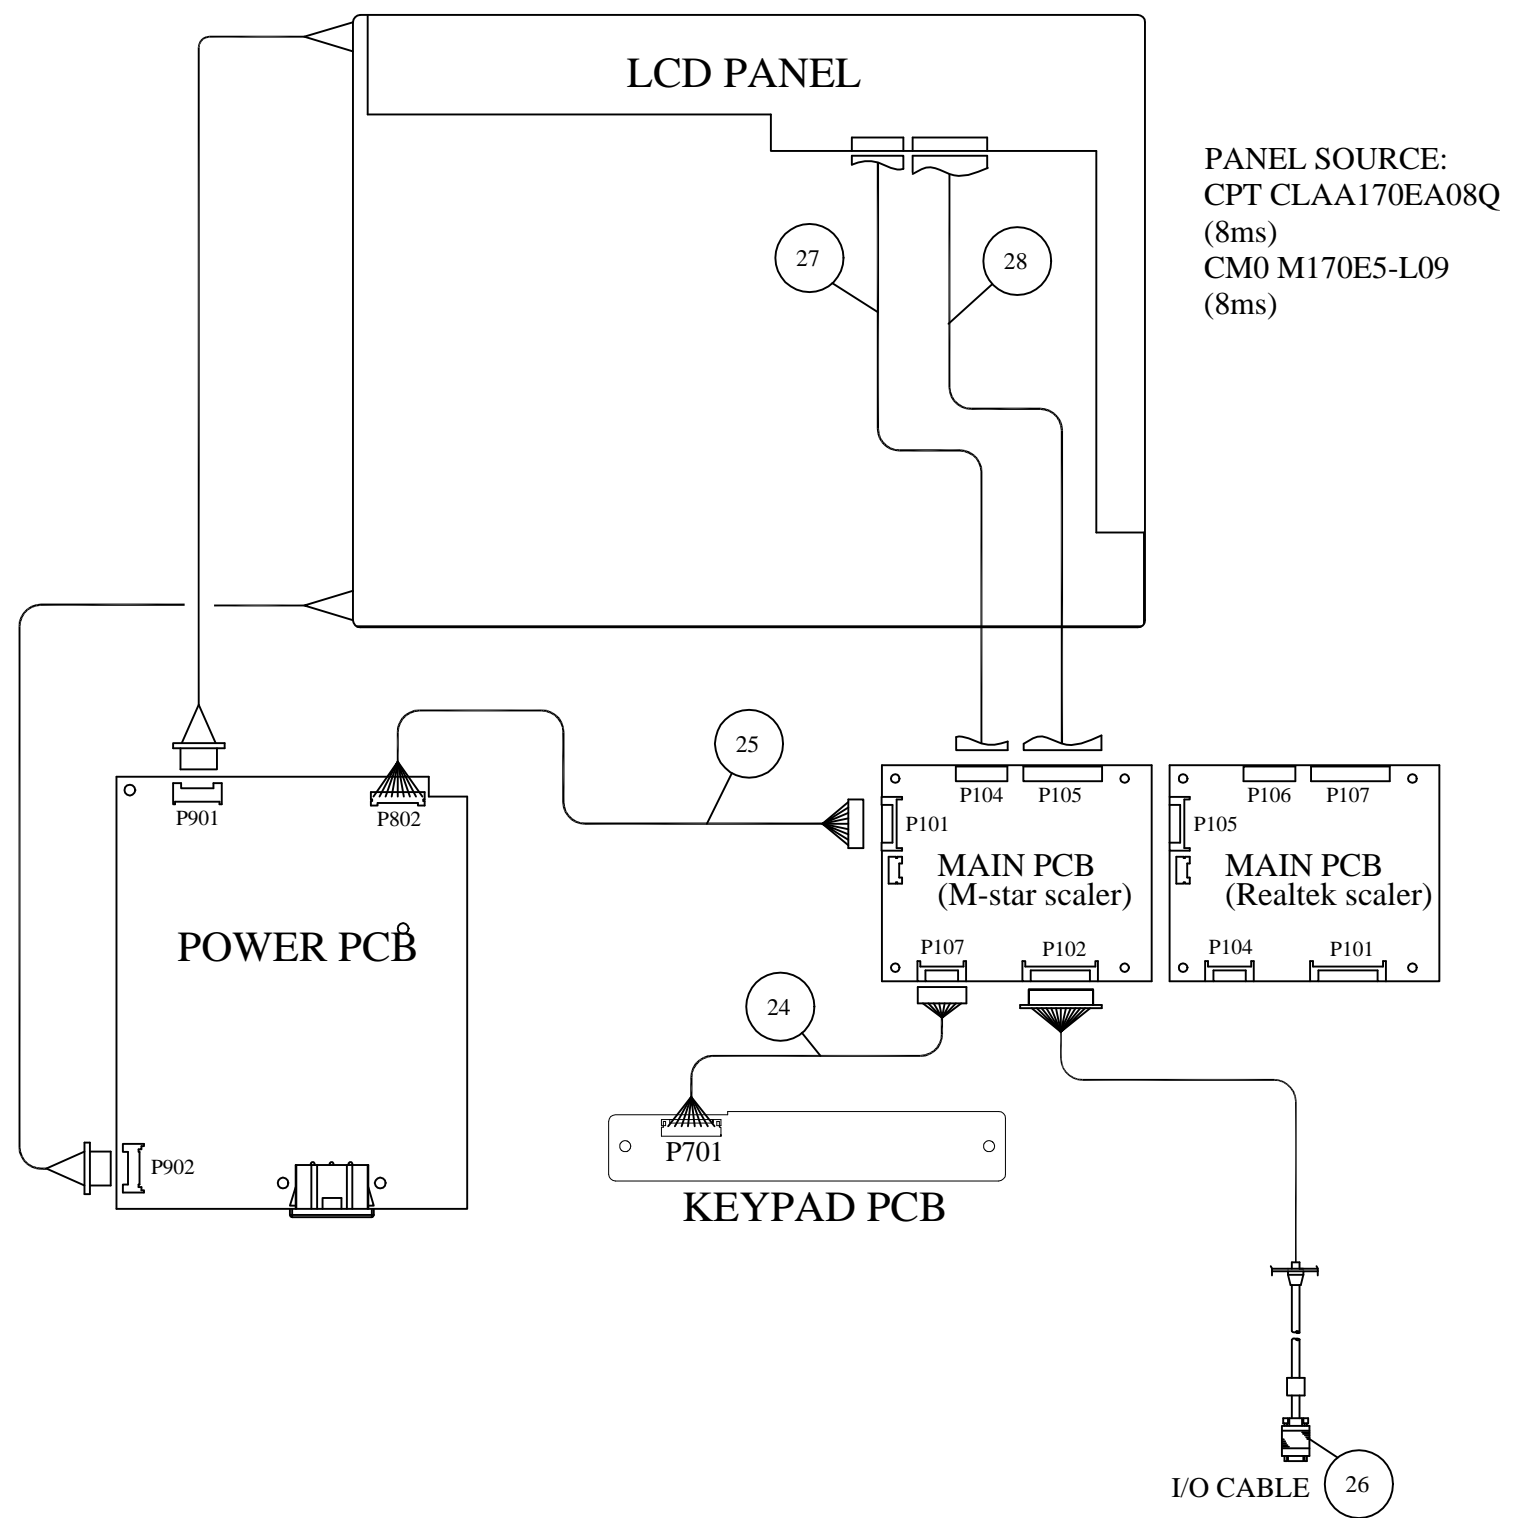 LCD PANEL
PANEL SOURCE:
CPT CLAA170EA08Q
(8ms)
CM0 M170E5-L09
(8ms)
27
28
25
P901
P802
P104
P105
P106
P107
P101
P105
MAIN PCB
(M-star scaler)
MAIN PCB
(Realtek scaler)
POWER PCB
P107
P102
P104
P101
24
P701
P902
KEYPAD PCB
I/O CABLE
26